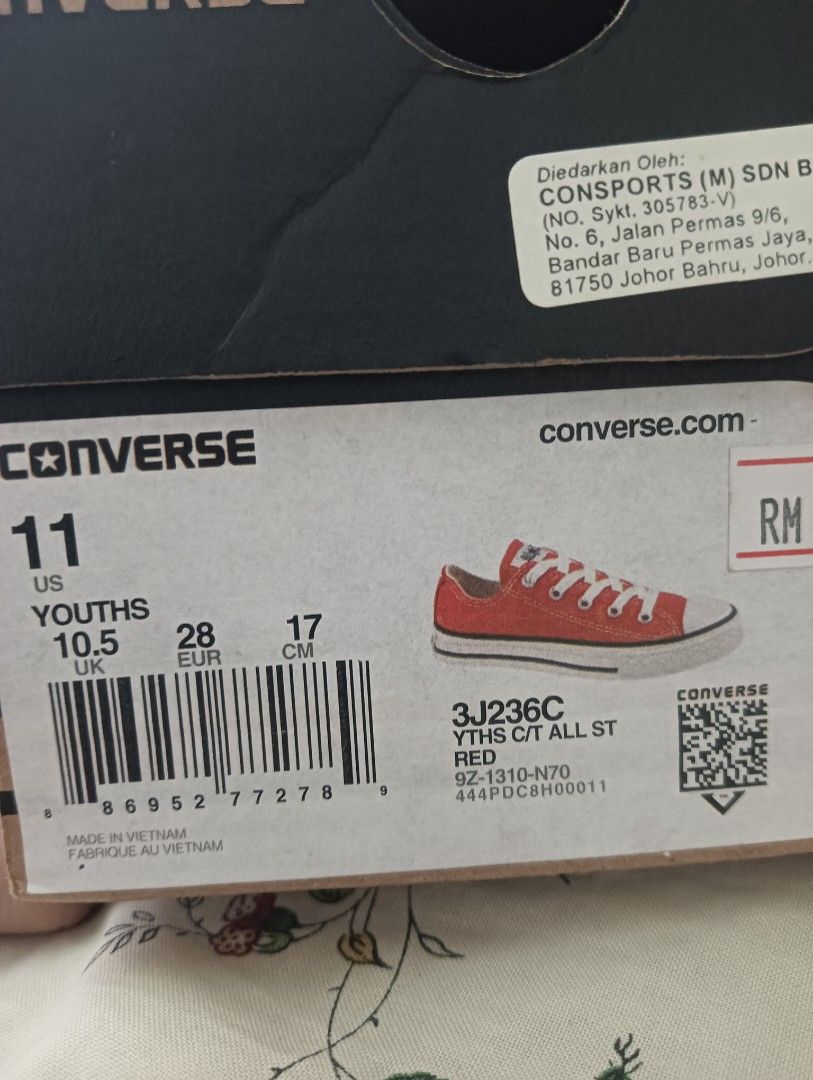 Diedarkan Oleh:
CONSPORTS (M) SDN B
(NO. Sykt. 305783-V)
No. 6, Jalan Permas 9/6,
Bandar Baru Permas Jaya,
81750 Johor Bahru, Johor.
CONVERSE
converse.com
RM
11
US
YOUTHS
10.5
UK
28
EUR
17
CM
8 86952 77278 9
MADE IN VIETNAM
FABRIQUE AU VIETNAM
3J236C
YTHS C/T ALL ST
RED
9Z-1310-N70
444PDC8H00011
CONVERSE